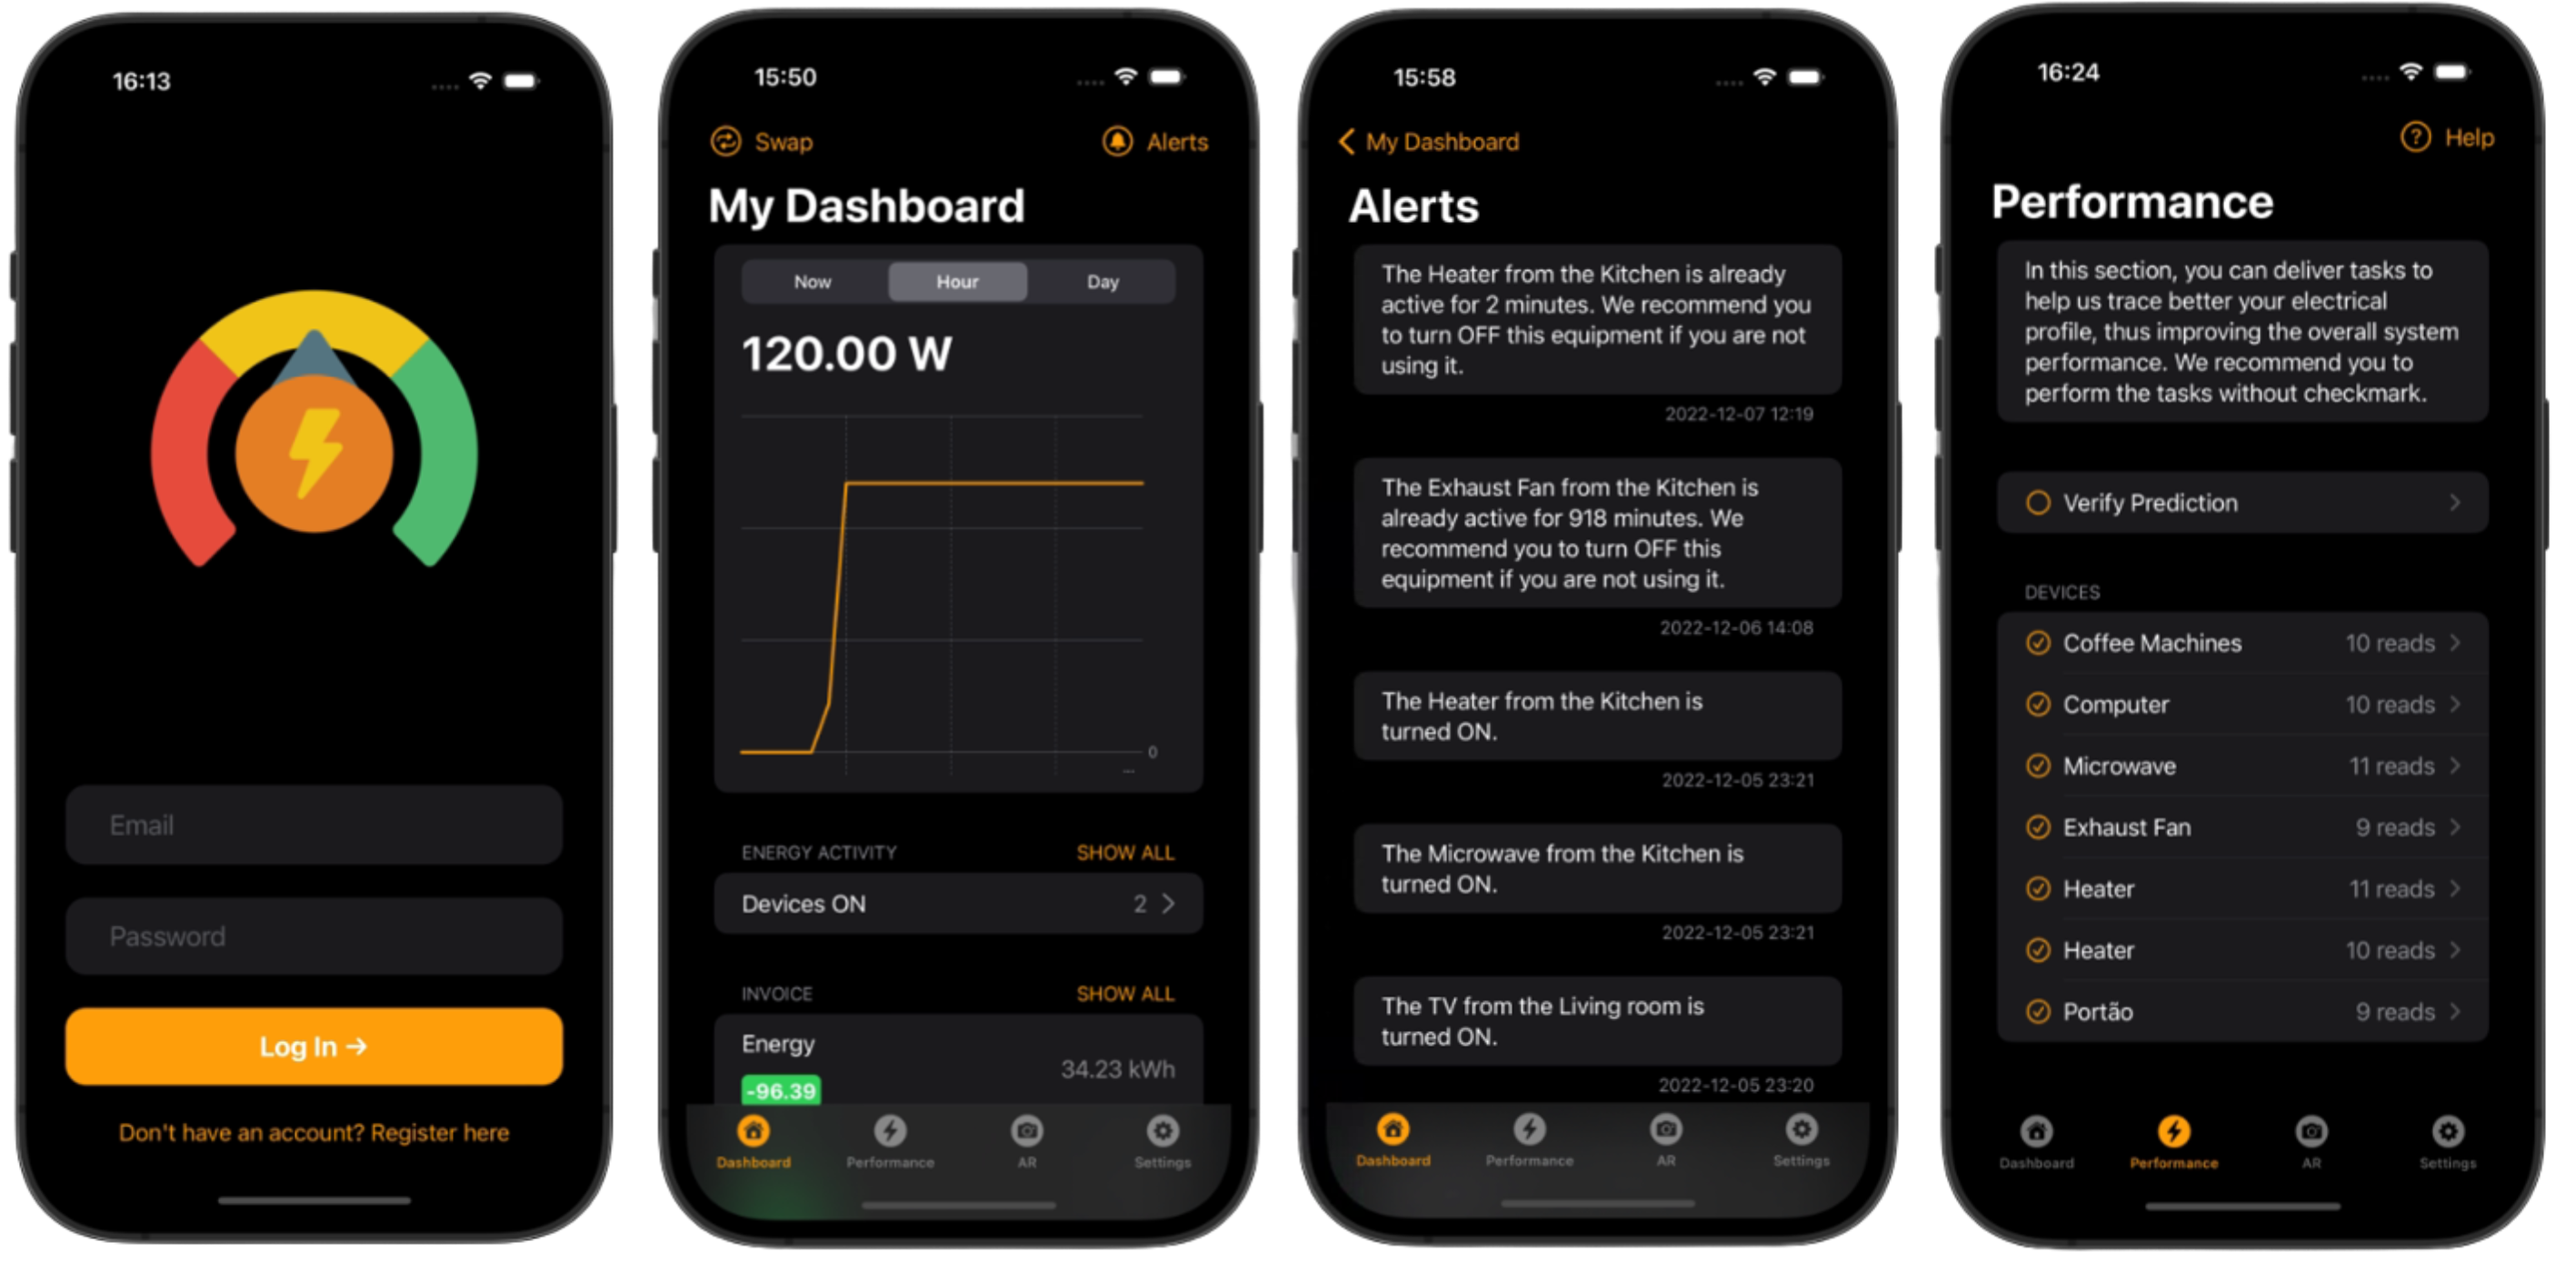 16:13
Email
Password
Log In →
Don't have an account? Register here
15:50
Swap
Alerts
My Dashboard
Now
Hour
Day
120.00 W
0
...
ENERGY ACTIVITY
SHOW ALL
Devices ON
2
INVOICE
SHOW ALL
Energy
34.23 kWh
-96.39
Dashboard
Performance
AR
Settings
15:58
My Dashboard
Alerts
The Heater from the Kitchen is already
active for 2 minutes. We recommend you
to turn OFF this equipment if you are not
using it.
2022-12-07 12:19
The Exhaust Fan from the Kitchen is
already active for 918 minutes. We
recommend you to turn OFF this
equipment if you are not using it.
2022-12-06 14:08
The Heater from the Kitchen is
turned ON.
2022-12-05 23:21
The Microwave from the Kitchen is
turned ON.
2022-12-05 23:21
The TV from the Living room is
turned ON.
2022-12-05 23:20
Dashboard
Performance
AR
Settings
16:24
Help
Performance
In this section, you can deliver tasks to
help us trace better your electrical
profile, thus improving the overall system
performance. We recommend you to
perform the tasks without checkmark.
Verify Prediction
DEVICES
Coffee Machines 10 reads
Computer 10 reads
Microwave 11 reads
Exhaust Fan 9 reads
Heater 11 reads
Heater 10 reads
Portão 9 reads
Dashboard
Performance
AR
Settings